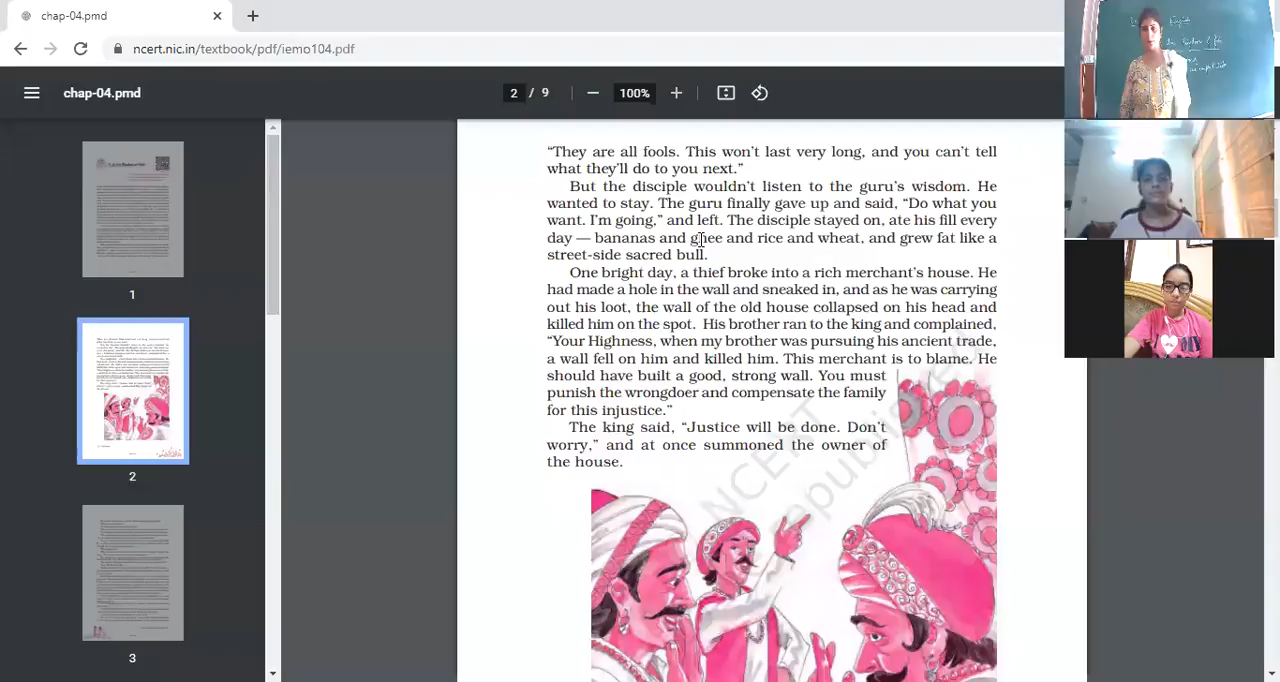 chap-04.pmd
ncert.nic.in/textbook/pdf/iemo104.pdf
chap-04.pmd
2 / 9
100%
1
2
3
“They are all fools. This won’t last very long, and you can’t tell
what they’ll do to you next.”
But the disciple wouldn’t listen to the guru’s wisdom. He
wanted to stay. The guru finally gave up and said, “Do what you
want. I’m going,” and left. The disciple stayed on, ate his fill every
day — bananas and ghee and rice and wheat, and grew fat like a
street-side sacred bull.
One bright day, a thief broke into a rich merchant’s house. He
had made a hole in the wall and sneaked in, and as he was carrying
out his loot, the wall of the old house collapsed on his head and
killed him on the spot. His brother ran to the king and complained,
“Your Highness, when my brother was pursuing his ancient trade,
a wall fell on him and killed him. This merchant is to blame. He
should have built a good, strong wall. You must
punish the wrongdoer and compensate the family
for this injustice.”
The king said, “Justice will be done. Don’t
worry,” and at once summoned the owner of
the house.
NCERT
republished